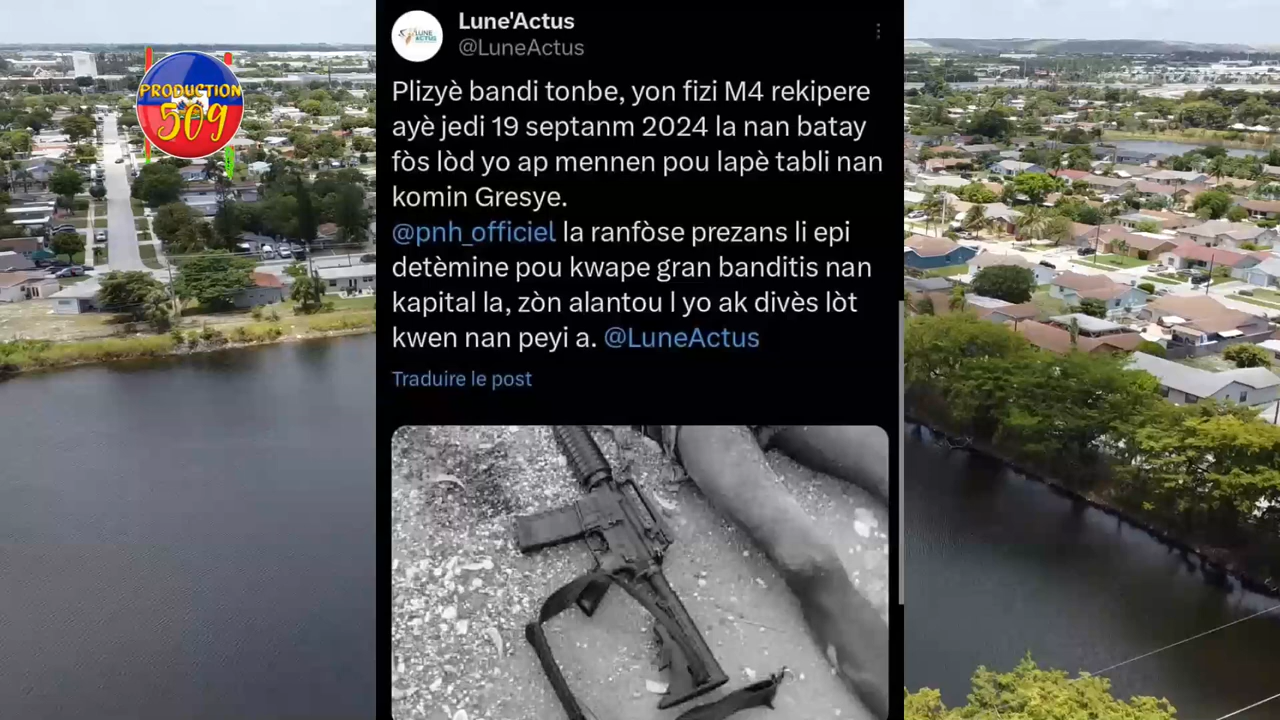 PRODUCTION
509
Lune'Actus
@LuneActus
Plizyè bandi tonbe, yon fizi M4 rekipere
ayè jedi 19 septanm 2024 la nan batay
fòs lòd yo ap mennen pou lapè tabli nan
komin Gresye.
@pnh_officiel la ranfòse prezans li epi
detèmine pou kwape gran banditis nan
kapital la, zòn alantou l yo ak divès lòt
kwen nan peyi a. @LuneActus
Traduire le post
LUNE
ACTUS